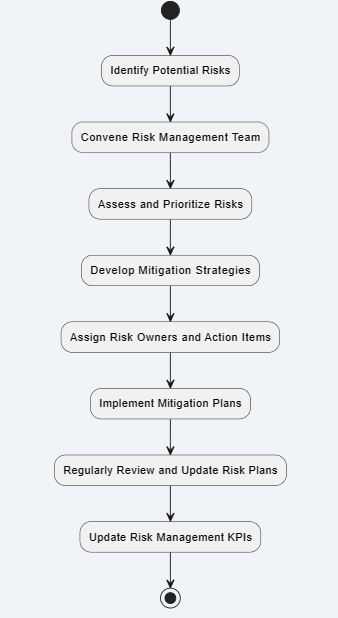 Identify Potential Risks
Convene Risk Management Team
Assess and Prioritize Risks
Develop Mitigation Strategies
Assign Risk Owners and Action Items
Implement Mitigation Plans
Regularly Review and Update Risk Plans
Update Risk Management KPIs